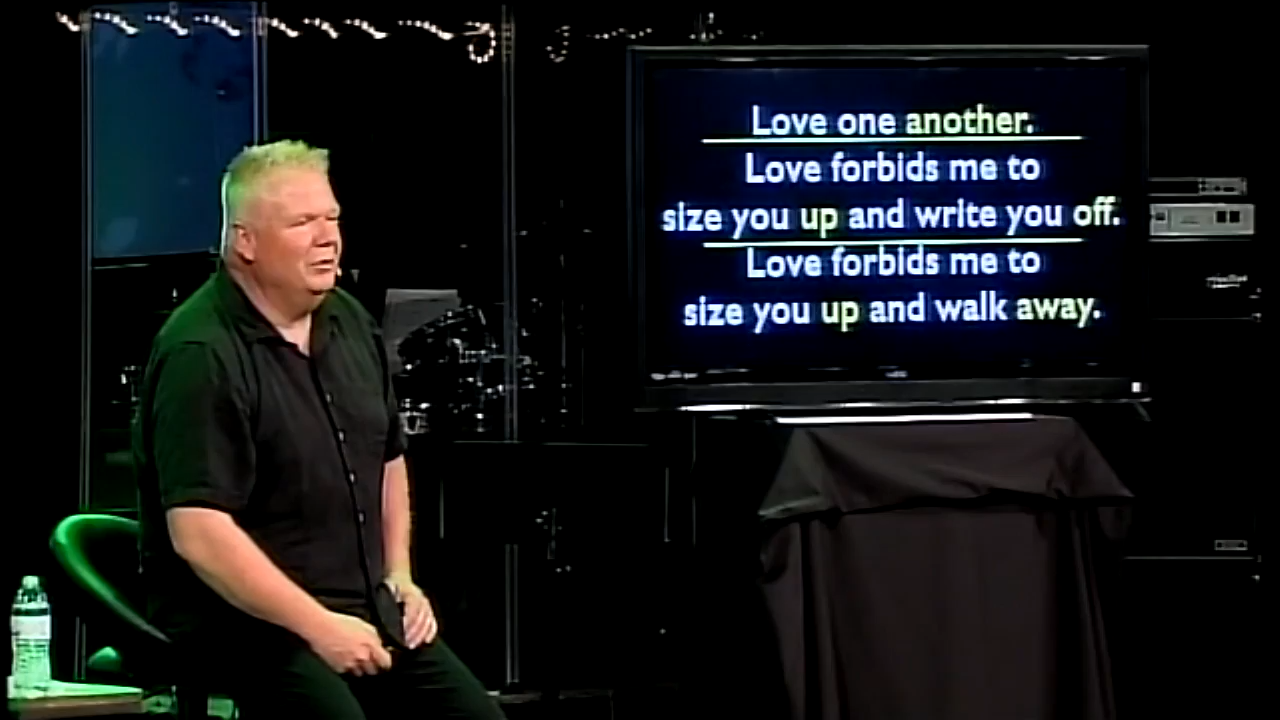 Love one another.
Love forbids me to
size you up and write you off.
Love forbids me to
size you up and walk away.